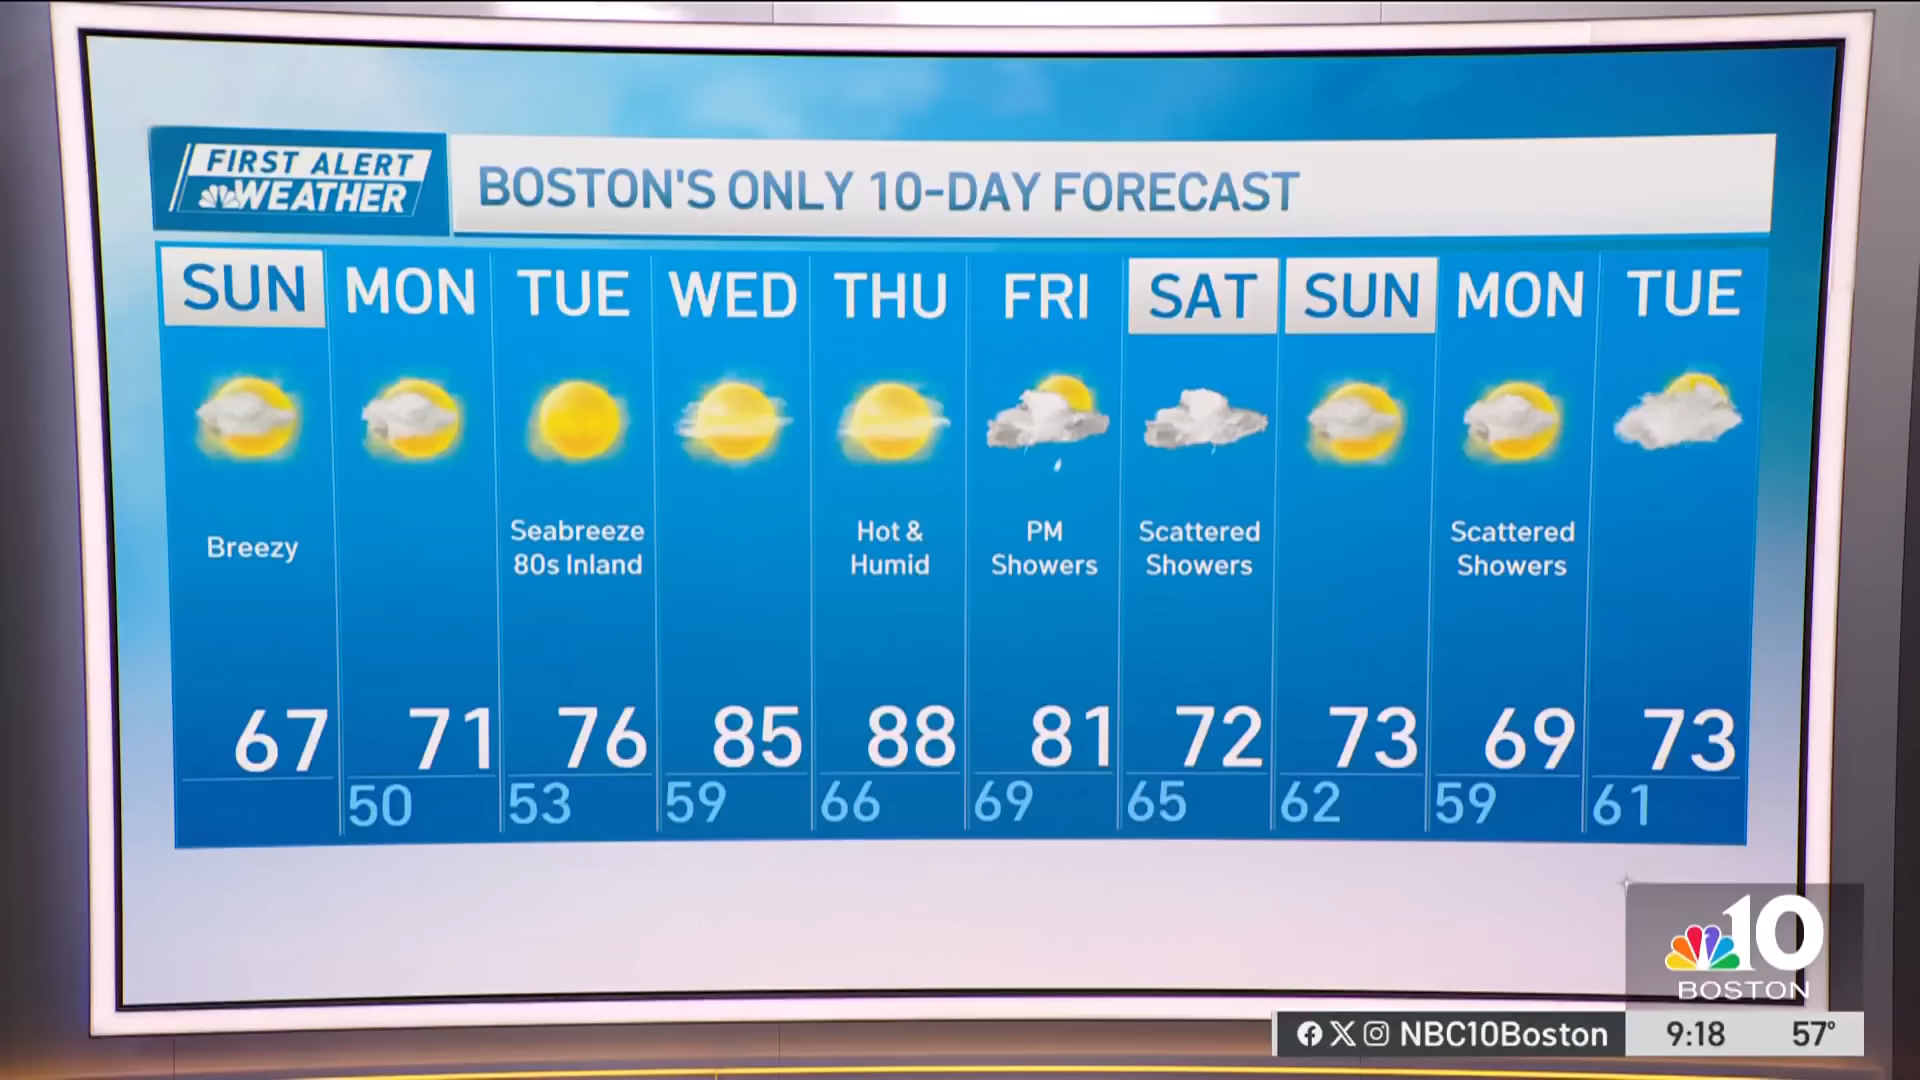 FIRST ALERT
WEATHER
BOSTON'S ONLY 10-DAY FORECAST
SUN MON TUE WED THU FRI SAT SUN MON TUE
Breezy
Seabreeze
80s Inland
Hot &
Humid
PM
Showers
Scattered
Showers
Scattered
Showers
67 71 76 85 88 81 72 73 69 73
50 53 59 66 69 65 62 59 61
10
BOSTON
NBC10Boston
9:18 57°